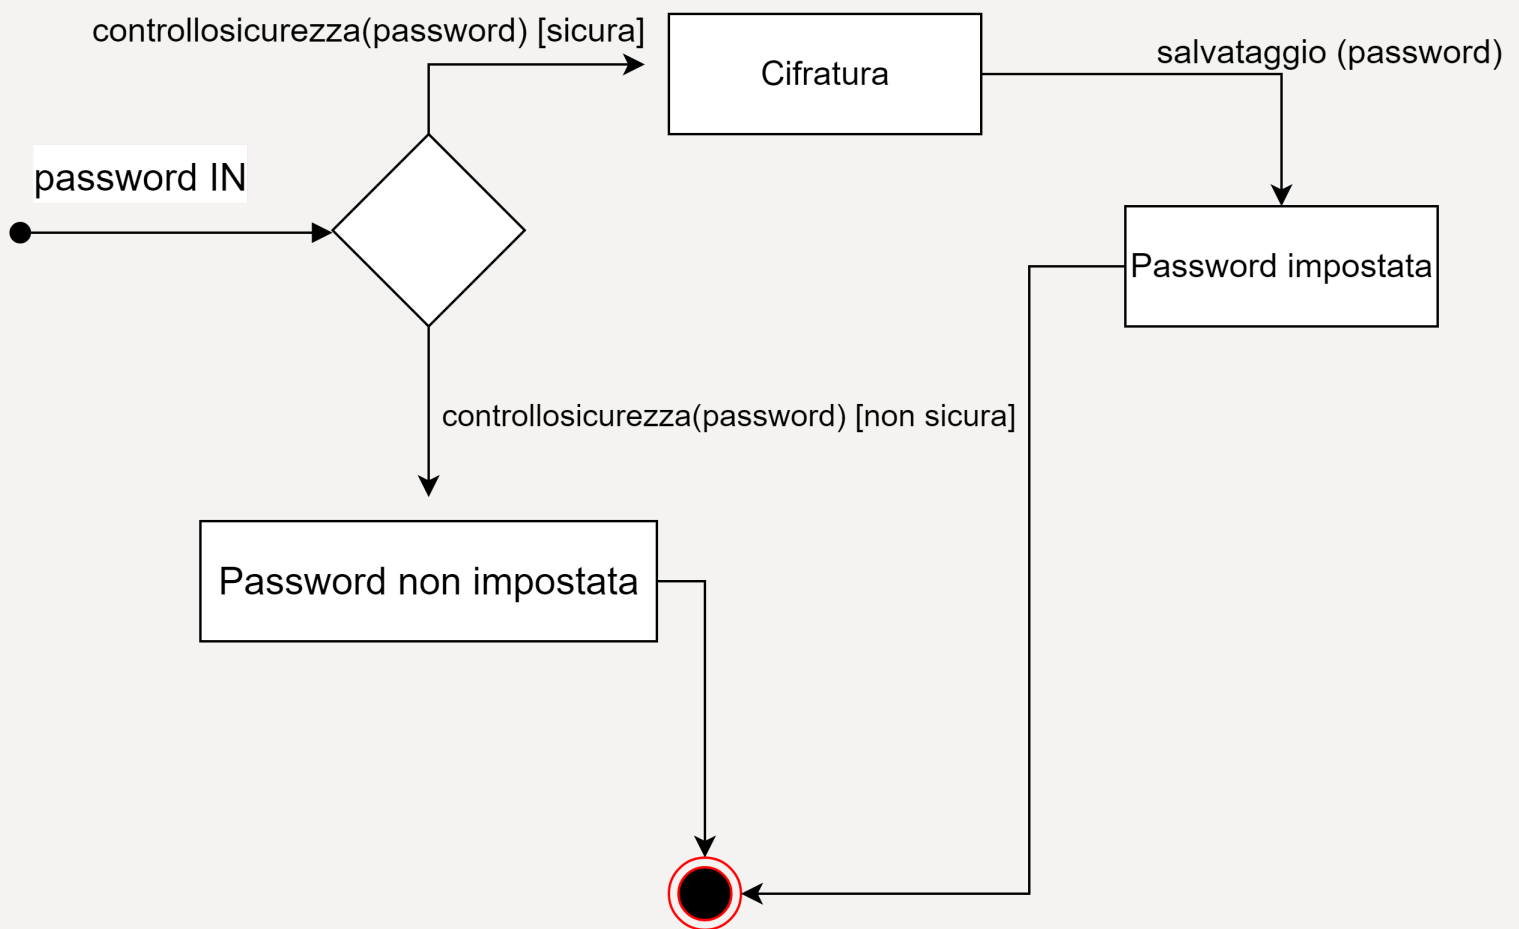 controllosicurezza(password) [sicura]
Cifratura
salvataggio (password)
password IN
Password impostata
controllosicurezza(password) [non sicura]
Password non impostata